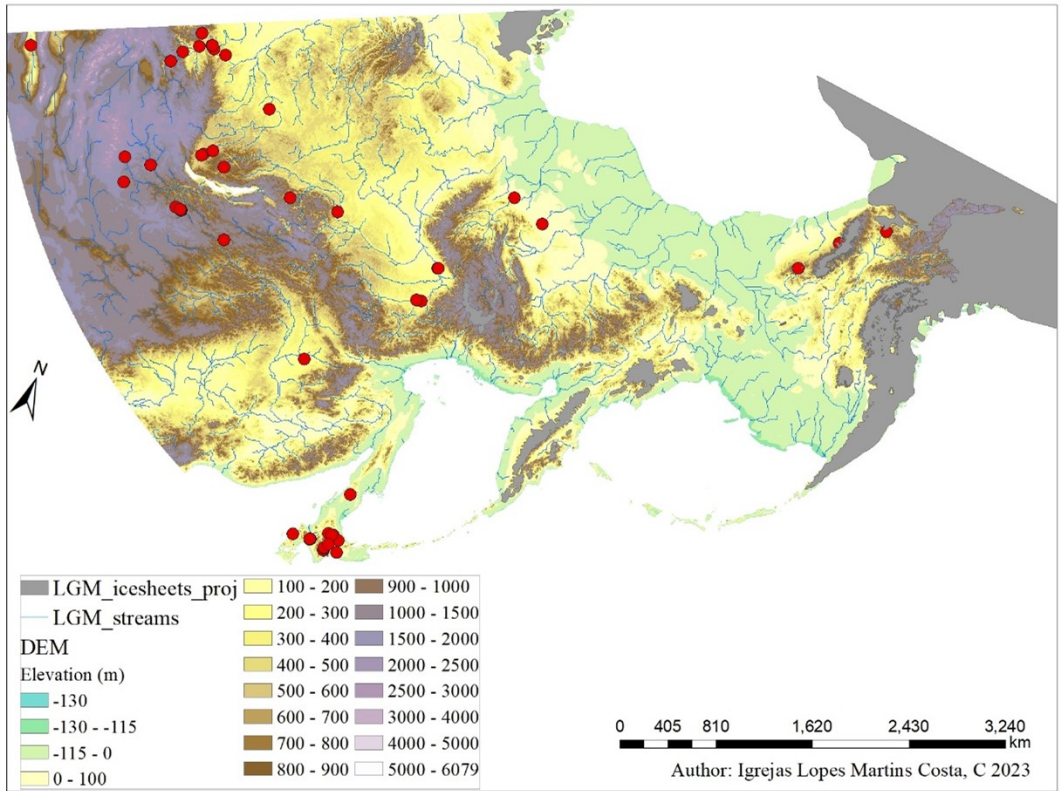 N
LGM_icesheets_proj
LGM_streams
DEM
Elevation (m)
-130
-130 - -115
-115 - 0
0 - 100
100 - 200
200 - 300
300 - 400
400 - 500
500 - 600
600 - 700
700 - 800
800 - 900
900 - 1000
1000 - 1500
1500 - 2000
2000 - 2500
2500 - 3000
3000 - 4000
4000 - 5000
5000 - 6079
0 405 810 1,620 2,430 3,240
km
Author: Igrejas Lopes Martins Costa, C 2023